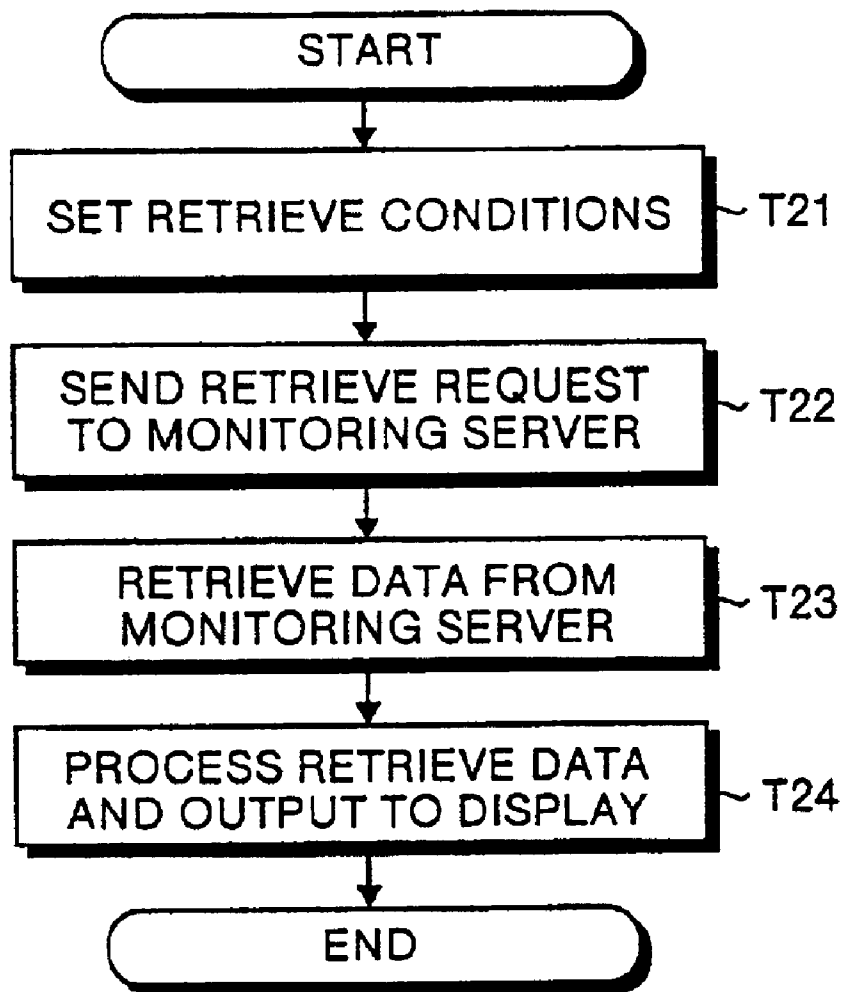 START
SET RETRIEVE CONDITIONS
~ T21
SEND RETRIEVE REQUEST
TO MONITORING SERVER
~ T22
RETRIEVE DATA FROM
MONITORING SERVER
~ T23
PROCESS RETRIEVE DATA
AND OUTPUT TO DISPLAY
~ T24
END